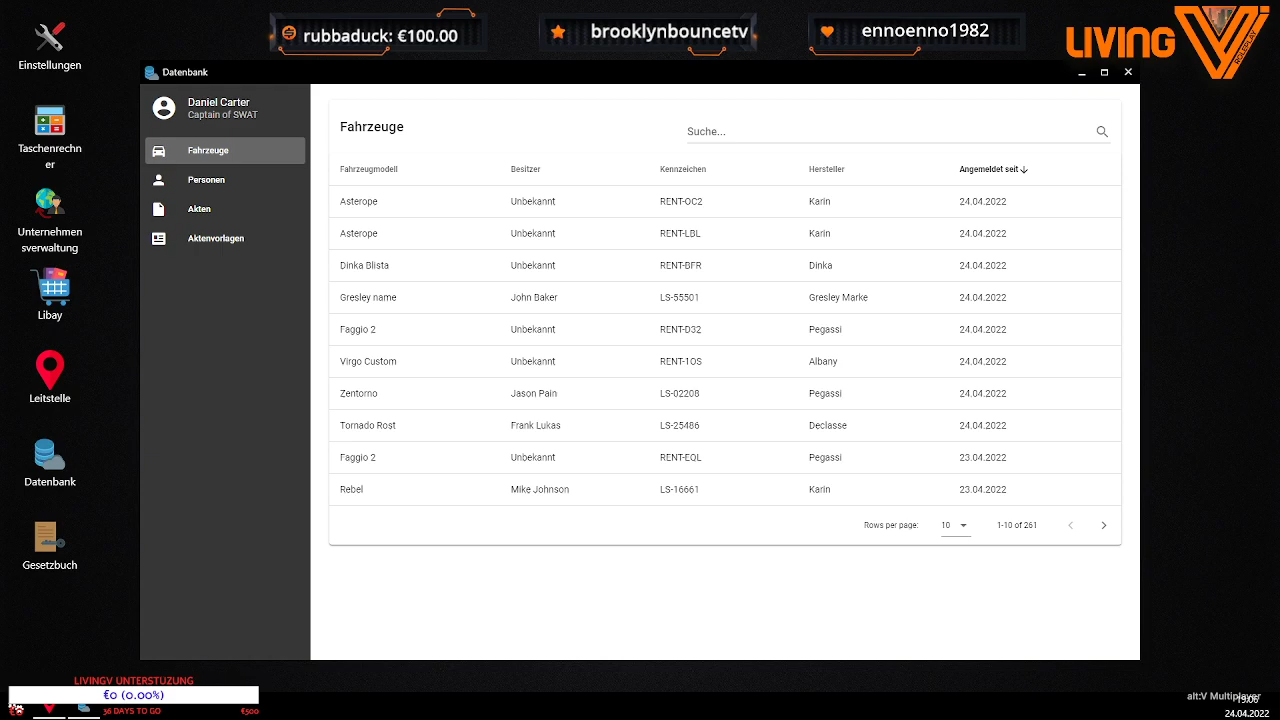 Einstellungen
rubbaduck: €100.00
brooklynbouncetv
ennoenno1982
LIVING
ROLEPLAY
Datenbank
Daniel Carter
Captain of SWAT
Fahrzeuge
Personen
Akten
Aktenvorlagen
Taschenrechn
er
Unternehmen
sverwaltung
Libay
Leitstelle
Datenbank
Gesetzbuch
Fahrzeuge
Suche...
Fahrzeugmodell Besitzer Kennzeichen Hersteller Angemeldet seit
Asterope Unbekannt RENT-OC2 Karin 24.04.2022
Asterope Unbekannt RENT-LBL Karin 24.04.2022
Dinka Blista Unbekannt RENT-BFR Dinka 24.04.2022
Gresley name John Baker LS-55501 Gresley Marke 24.04.2022
Faggio 2 Unbekannt RENT-D32 Pegassi 24.04.2022
Virgo Custom Unbekannt RENT-1OS Albany 24.04.2022
Zentorno Jason Pain LS-02208 Pegassi 24.04.2022
Tornado Rost Frank Lukas LS-25486 Declasse 24.04.2022
Faggio 2 Unbekannt RENT-EQL Pegassi 23.04.2022
Rebel Mike Johnson LS-16661 Karin 23.04.2022
Rows per page: 10 1-10 of 261
LIVINGV UNTERSTUZUNG
€0 (0.00%)
36 DAYS TO GO
€500
alt:V Multiplayer
19:06
24.04.2022